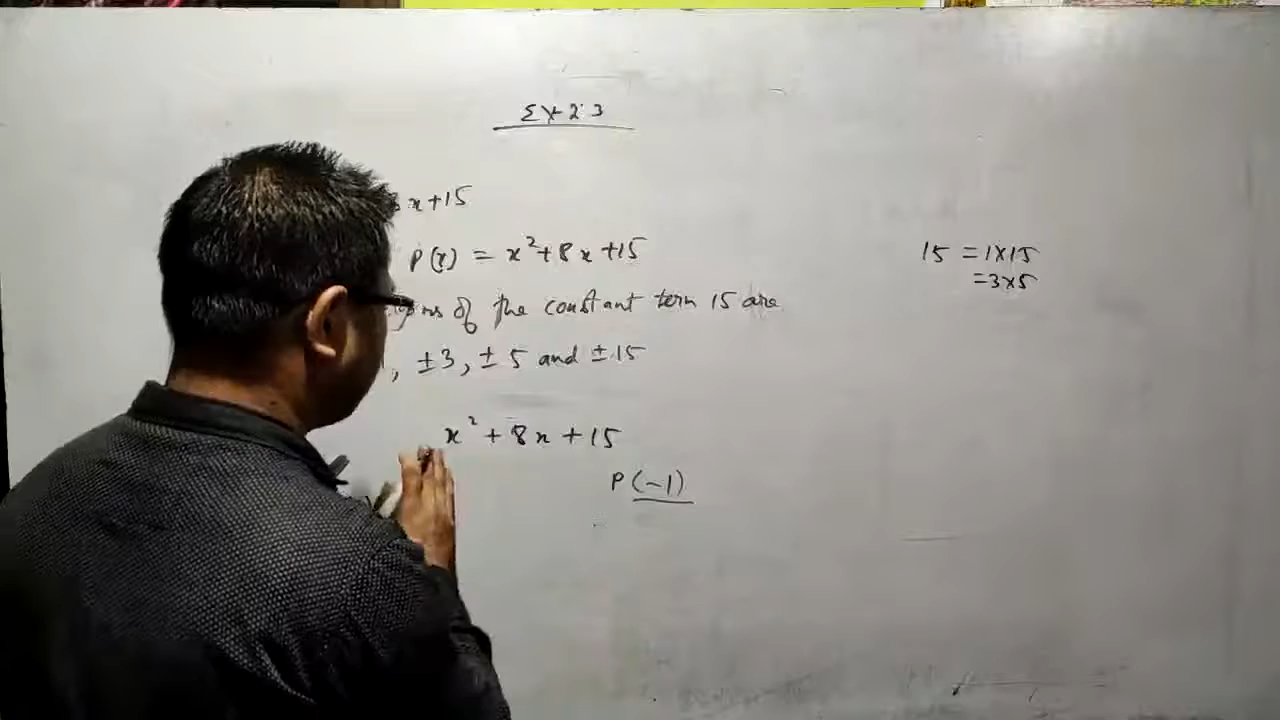 Ex 2.3
x+15
P(x) = x²+8x+15
15 = 1×15
= 3×5
of the constant term 15 are
, ±3, ±5 and ±15
x² + 8x + 15
P(-1)